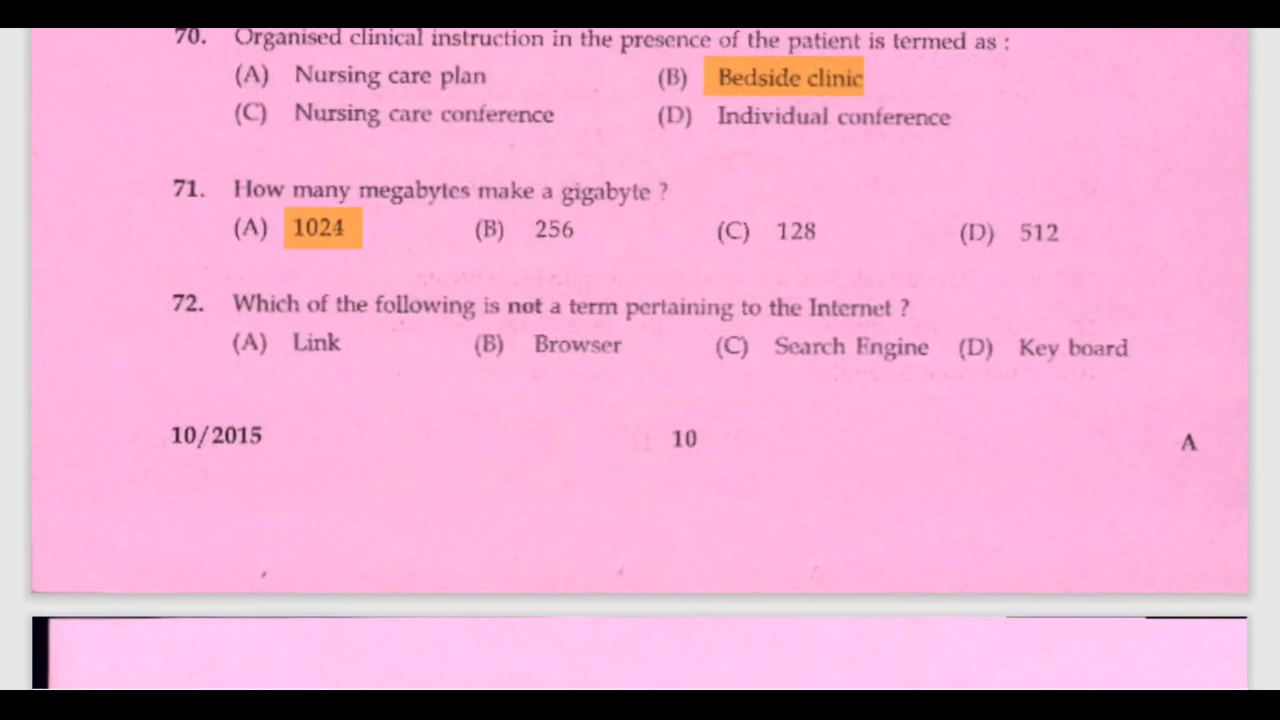 70. Organised clinical instruction in the presence of the patient is termed as :
(A) Nursing care plan (B) Bedside clinic
(C) Nursing care conference (D) Individual conference
71. How many megabytes make a gigabyte ?
(A) 1024 (B) 256 (C) 128 (D) 512
72. Which of the following is not a term pertaining to the Internet ?
(A) Link (B) Browser (C) Search Engine (D) Key board
10/2015 10 A